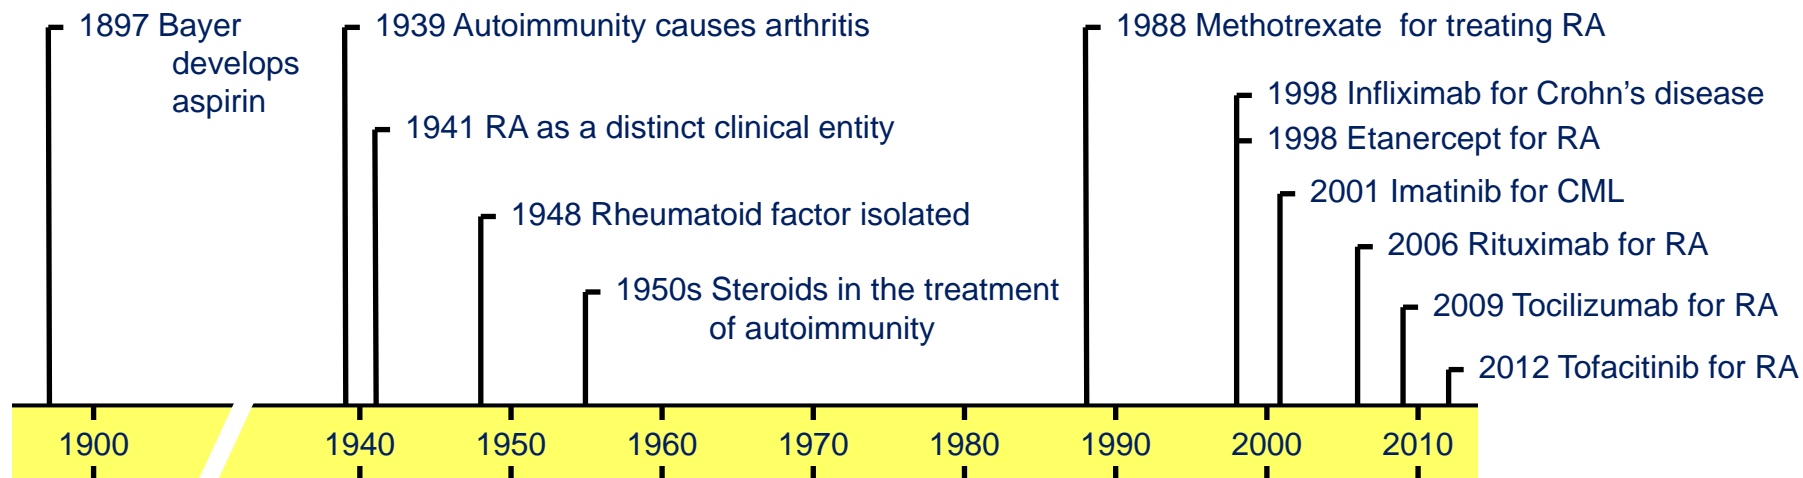 1897 Bayer
develops
aspirin
1939 Autoimmunity causes arthritis
1941 RA as a distinct clinical entity
1948 Rheumatoid factor isolated
1950s Steroids in the treatment
of autoimmunity
1988 Methotrexate for treating RA
1998 Infliximab for Crohn's disease
1998 Etanercept for RA
2001 Imatinib for CML
2006 Rituximab for RA
2009 Tocilizumab for RA
2012 Tofacitinib for RA
1900 1940 1950 1960 1970 1980 1990 2000 2010